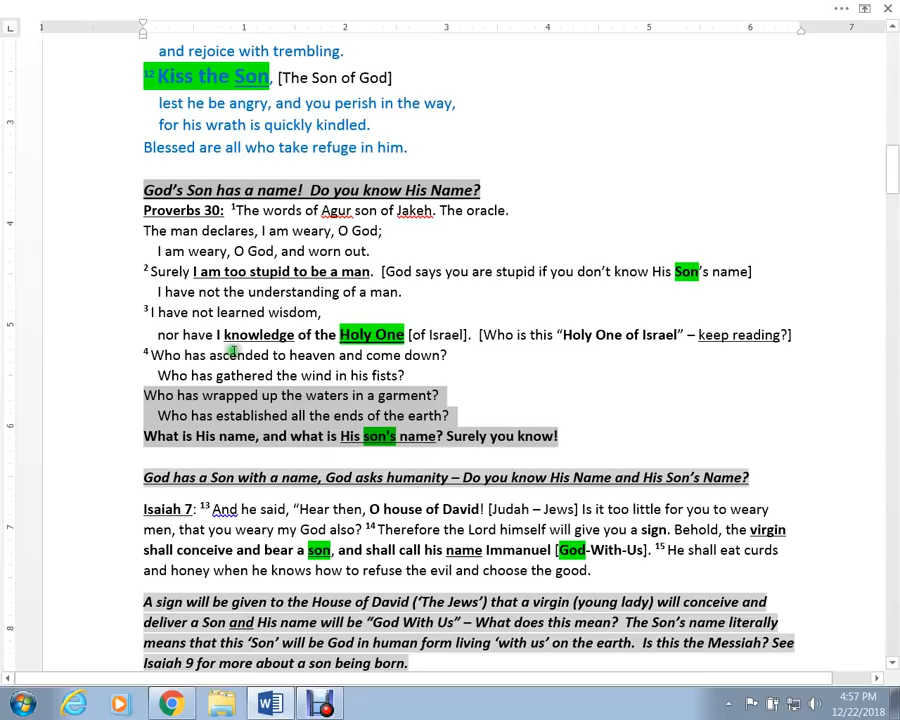 1 1 2 3 4 5 6 7
and rejoice with trembling.
12 Kiss the Son, [The Son of God]
lest he be angry, and you perish in the way,
for his wrath is quickly kindled.
Blessed are all who take refuge in him.
God's Son has a name! Do you know His Name?
Proverbs 30: 1The words of Agur son of Jakeh. The oracle.
The man declares, I am weary, O God;
I am weary, O God, and worn out.
2 Surely I am too stupid to be a man. [God says you are stupid if you don't know His Son's name]
I have not the understanding of a man.
3 I have not learned wisdom,
nor have I knowledge of the Holy One [of Israel]. [Who is this “Holy One of Israel” – keep reading?]
4 Who has ascended to heaven and come down?
Who has gathered the wind in his fists?
Who has wrapped up the waters in a garment?
Who has established all the ends of the earth?
What is His name, and what is His son's name? Surely you know!
God has a Son with a name, God asks humanity – Do you know His Name and His Son's Name?
Isaiah 7: 13 And he said, “Hear then, O house of David! [Judah – Jews] Is it too little for you to weary
men, that you weary my God also? 14 Therefore the Lord himself will give you a sign. Behold, the virgin
shall conceive and bear a son, and shall call his name Immanuel [God-With-Us]. 15 He shall eat curds
and honey when he knows how to refuse the evil and choose the good.
A sign will be given to the House of David (‘The Jews’) that a virgin (young lady) will conceive and
deliver a Son and His name will be “God With Us” – What does this mean? The Son's name literally
means that this ‘Son’ will be God in human form living ‘with us’ on the earth. Is this the Messiah? See
Isaiah 9 for more about a son being born.
3
4
5
6
7
8
4:57 PM
12/22/2018